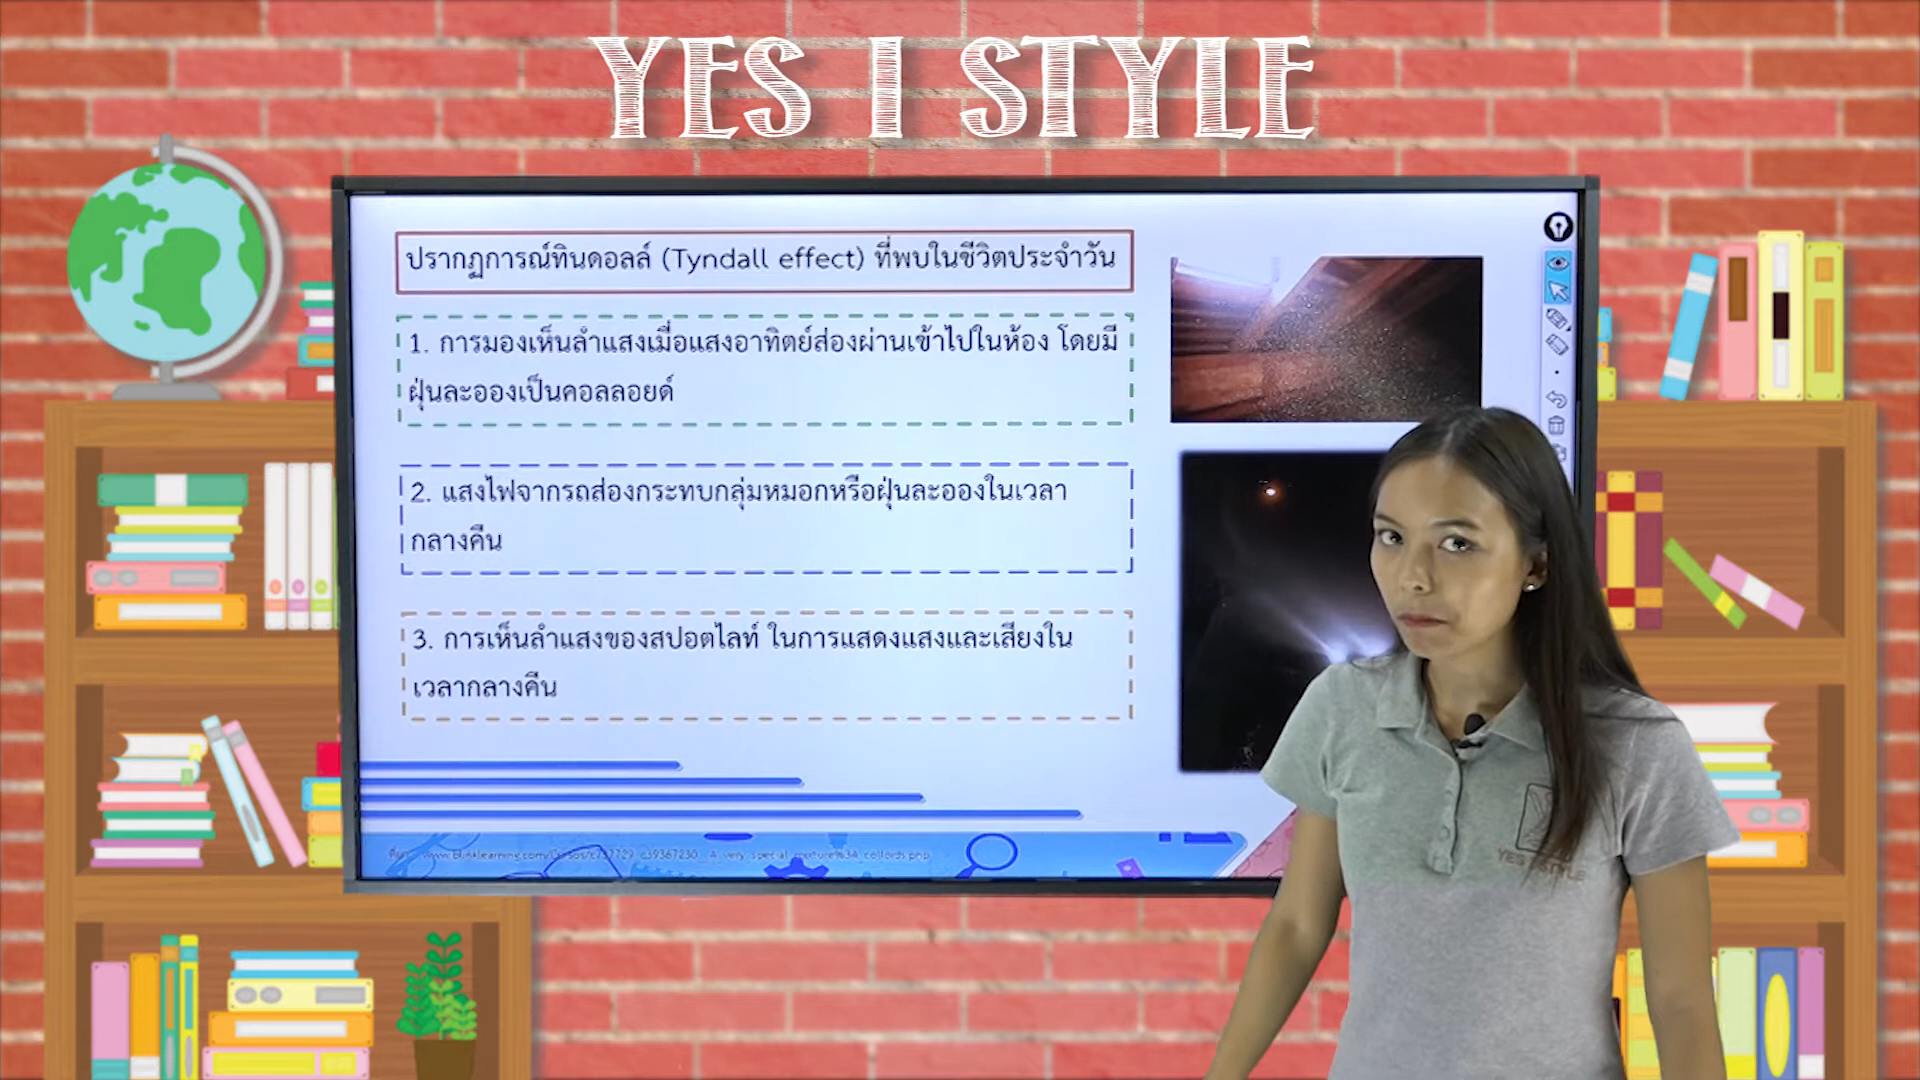 YES I STYLE
ปรากฏการณ์ทินดอลล์ (Tyndall effect) ที่พบในชีวิตประจำวัน
1. การมองเห็นลำแสงเมื่อแสงอาทิตย์ส่องผ่านเข้าไปในห้อง โดยมี
ฝุ่นละอองเป็นคอลลอยด์
2. แสงไฟจากรถส่องกระทบกลุ่มหมอกหรือฝุ่นละอองในเวลา
กลางคืน
3. การเห็นลำแสงของสปอตไลท์ ในการแสดงแสงและเสียงใน
เวลากลางคืน
YES I STYLE